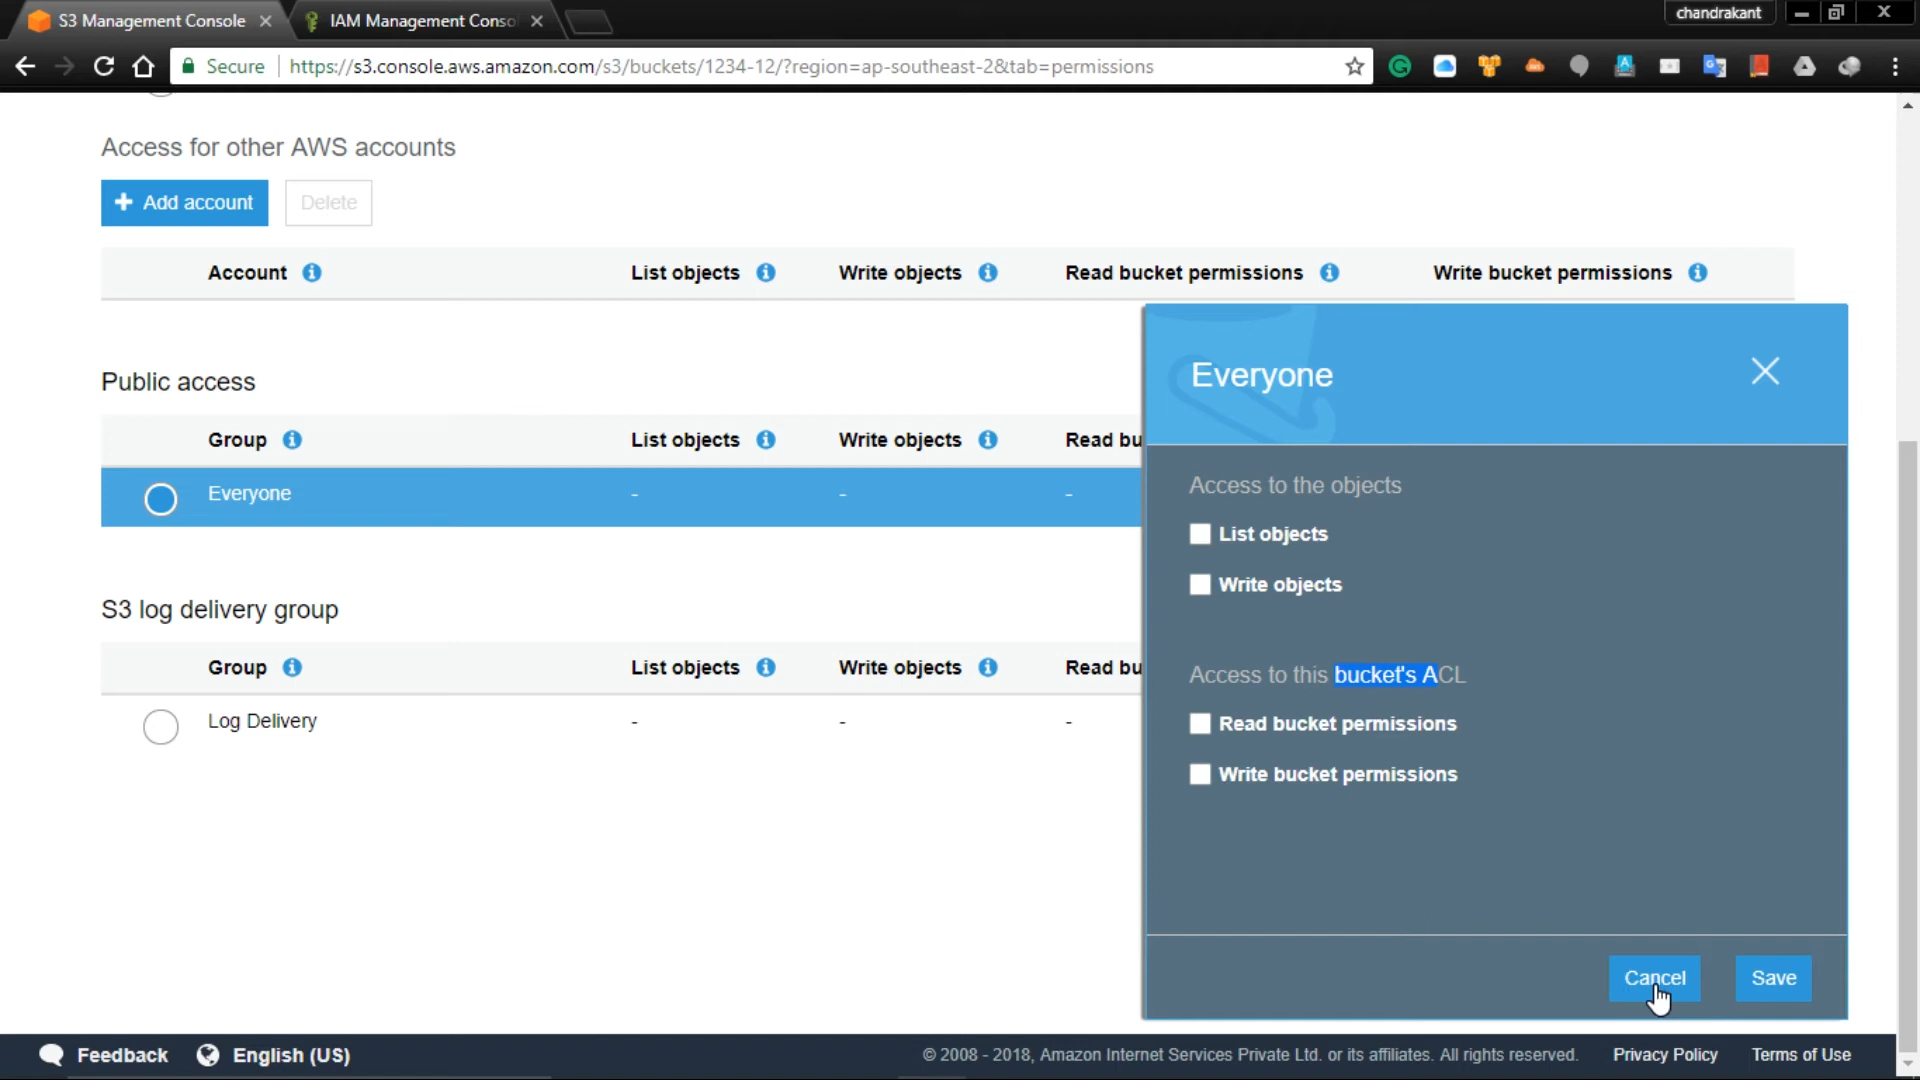 S3 Management Console
IAM Management Conso
chandrakant
Secure
https://s3.console.aws.amazon.com/s3/buckets/1234-12/?region=ap-southeast-2&tab=permissions
Access for other AWS accounts
Add account
Delete
Account List objects Write objects Read bucket permissions Write bucket permissions
Public access
Group List objects Write objects Read bu
Everyone - - -
S3 log delivery group
Group List objects Write objects Read bu
Log Delivery - - -
Everyone
Access to the objects
List objects
Write objects
Access to this bucket's ACL
Read bucket permissions
Write bucket permissions
Cancel
Save
Feedback English (US)
© 2008 - 2018, Amazon Internet Services Private Ltd. or its affiliates. All rights reserved. Privacy Policy Terms of Use